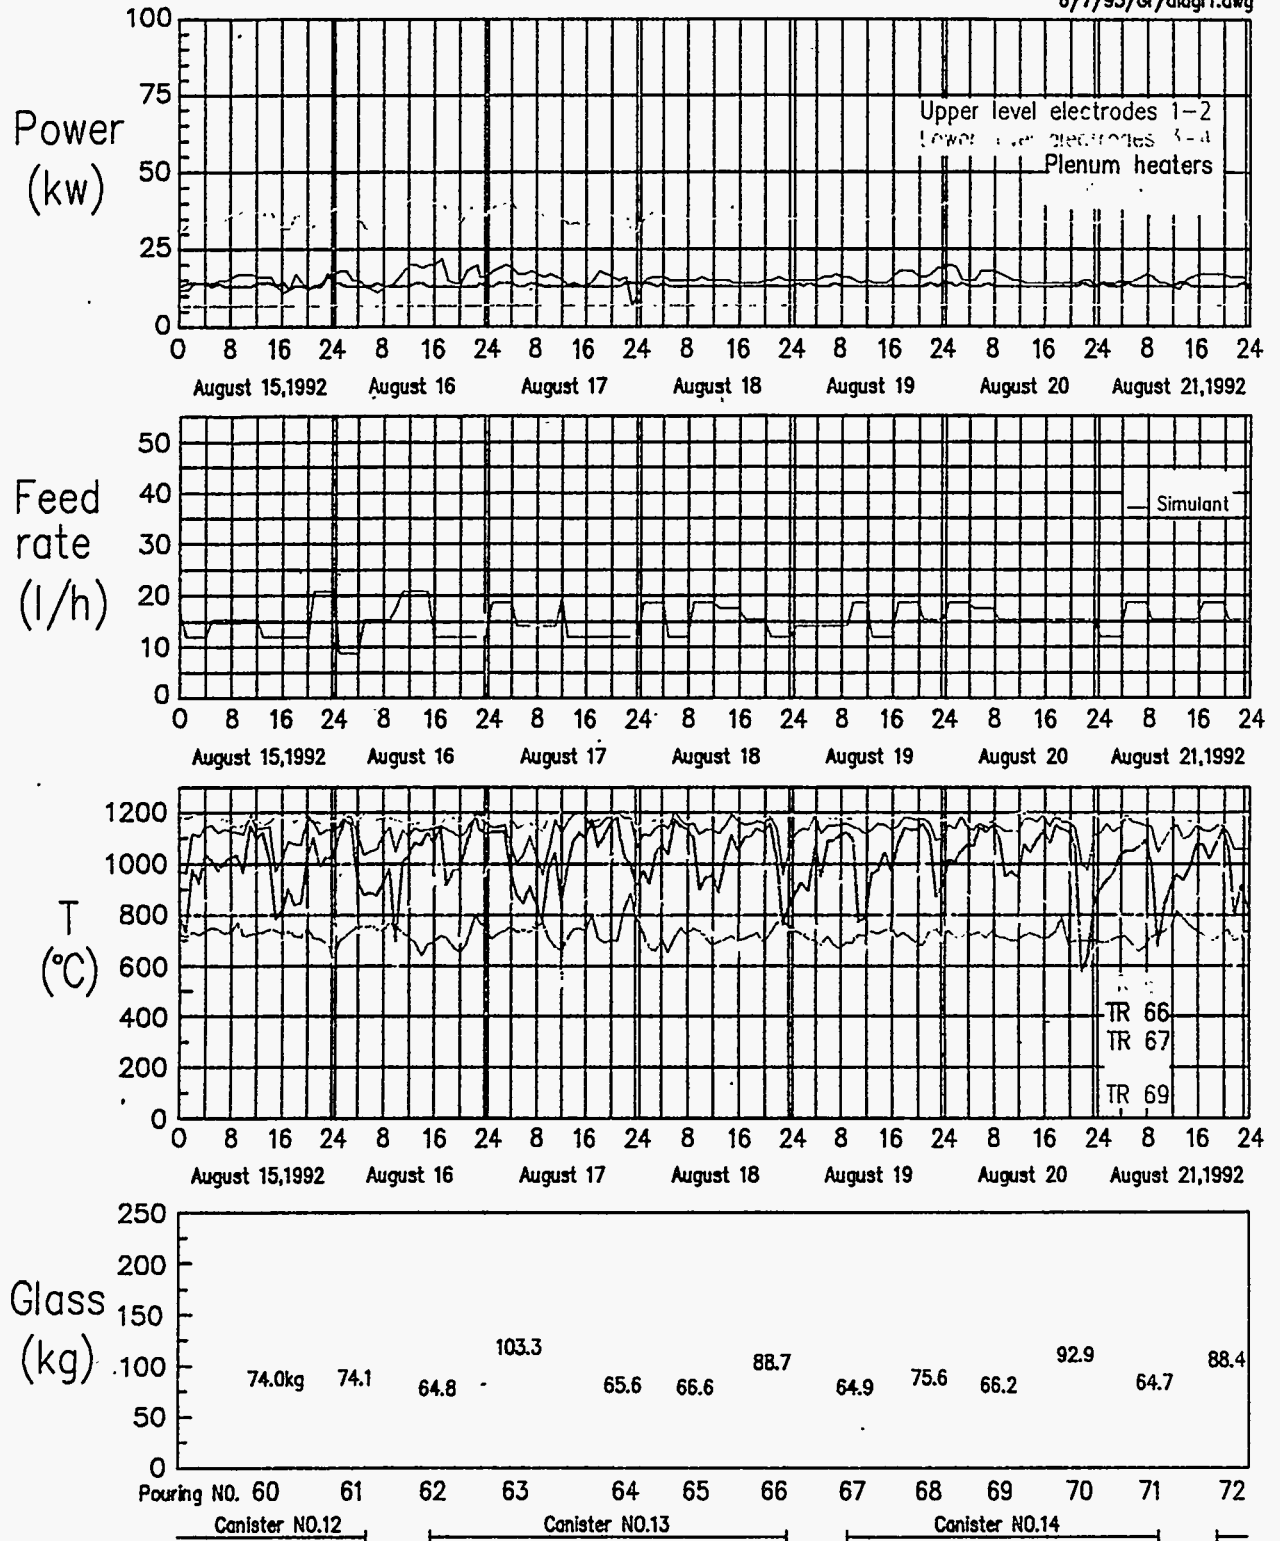 100
75
50
25
0
Power
(kw)
Upper level electrodes 1-2
Lower level electrodes 3-4
Plenum heaters
0 8 16 24 8 16 24 8 16 24 8 16 24 8 16 24 8 16 24 8 16 24
August 15,1992 August 16 August 17 August 18 August 19 August 20 August 21,1992
50
40
30
20
10
0
Feed
rate
(l/h)
Simulant
0 8 16 24 8 16 24 8 16 24 8 16 24 8 16 24 8 16 24 8 16 24
August 15,1992 August 16 August 17 August 18 August 19 August 20 August 21,1992
1200
1000
800
600
400
200
0
T
(°C)
TR 66
TR 67
TR 69
0 8 16 24 8 16 24 8 16 24 8 16 24 8 16 24 8 16 24 8 16 24
August 15,1992 August 16 August 17 August 18 August 19 August 20 August 21,1992
250
200
150
100
50
0
Glass
(kg)
74.0kg 74.1 64.8 103.3 65.6 66.6 88.7 64.9 75.6 66.2 92.9 64.7 88.4
Pouring NO. 60 61 62 63 64 65 66 67 68 69 70 71 72
Canister NO.12 Canister NO.13 Canister NO.14